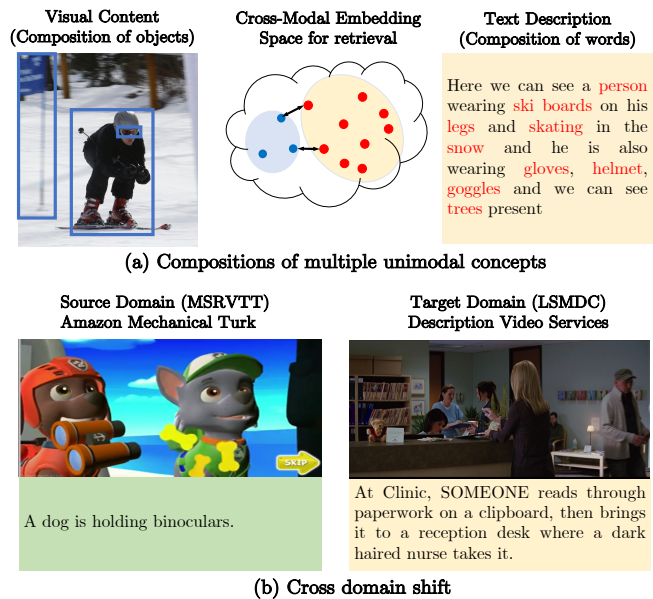 Visual Content
(Composition of objects)
Cross-Modal Embedding
Space for retrieval
Text Description
(Composition of words)
Here we can see a person
wearing ski boards on his
legs and skating in the
snow and he is also
wearing gloves, helmet,
goggles and we can see
trees present
(a) Compositions of multiple unimodal concepts
Source Domain (MSRVTT)
Amazon Mechanical Turk
Target Domain (LSMDC)
Description Video Services
SKIP
A dog is holding binoculars.
At Clinic, SOMEONE reads through
paperwork on a clipboard, then brings
it to a reception desk where a dark
haired nurse takes it.
(b) Cross domain shift